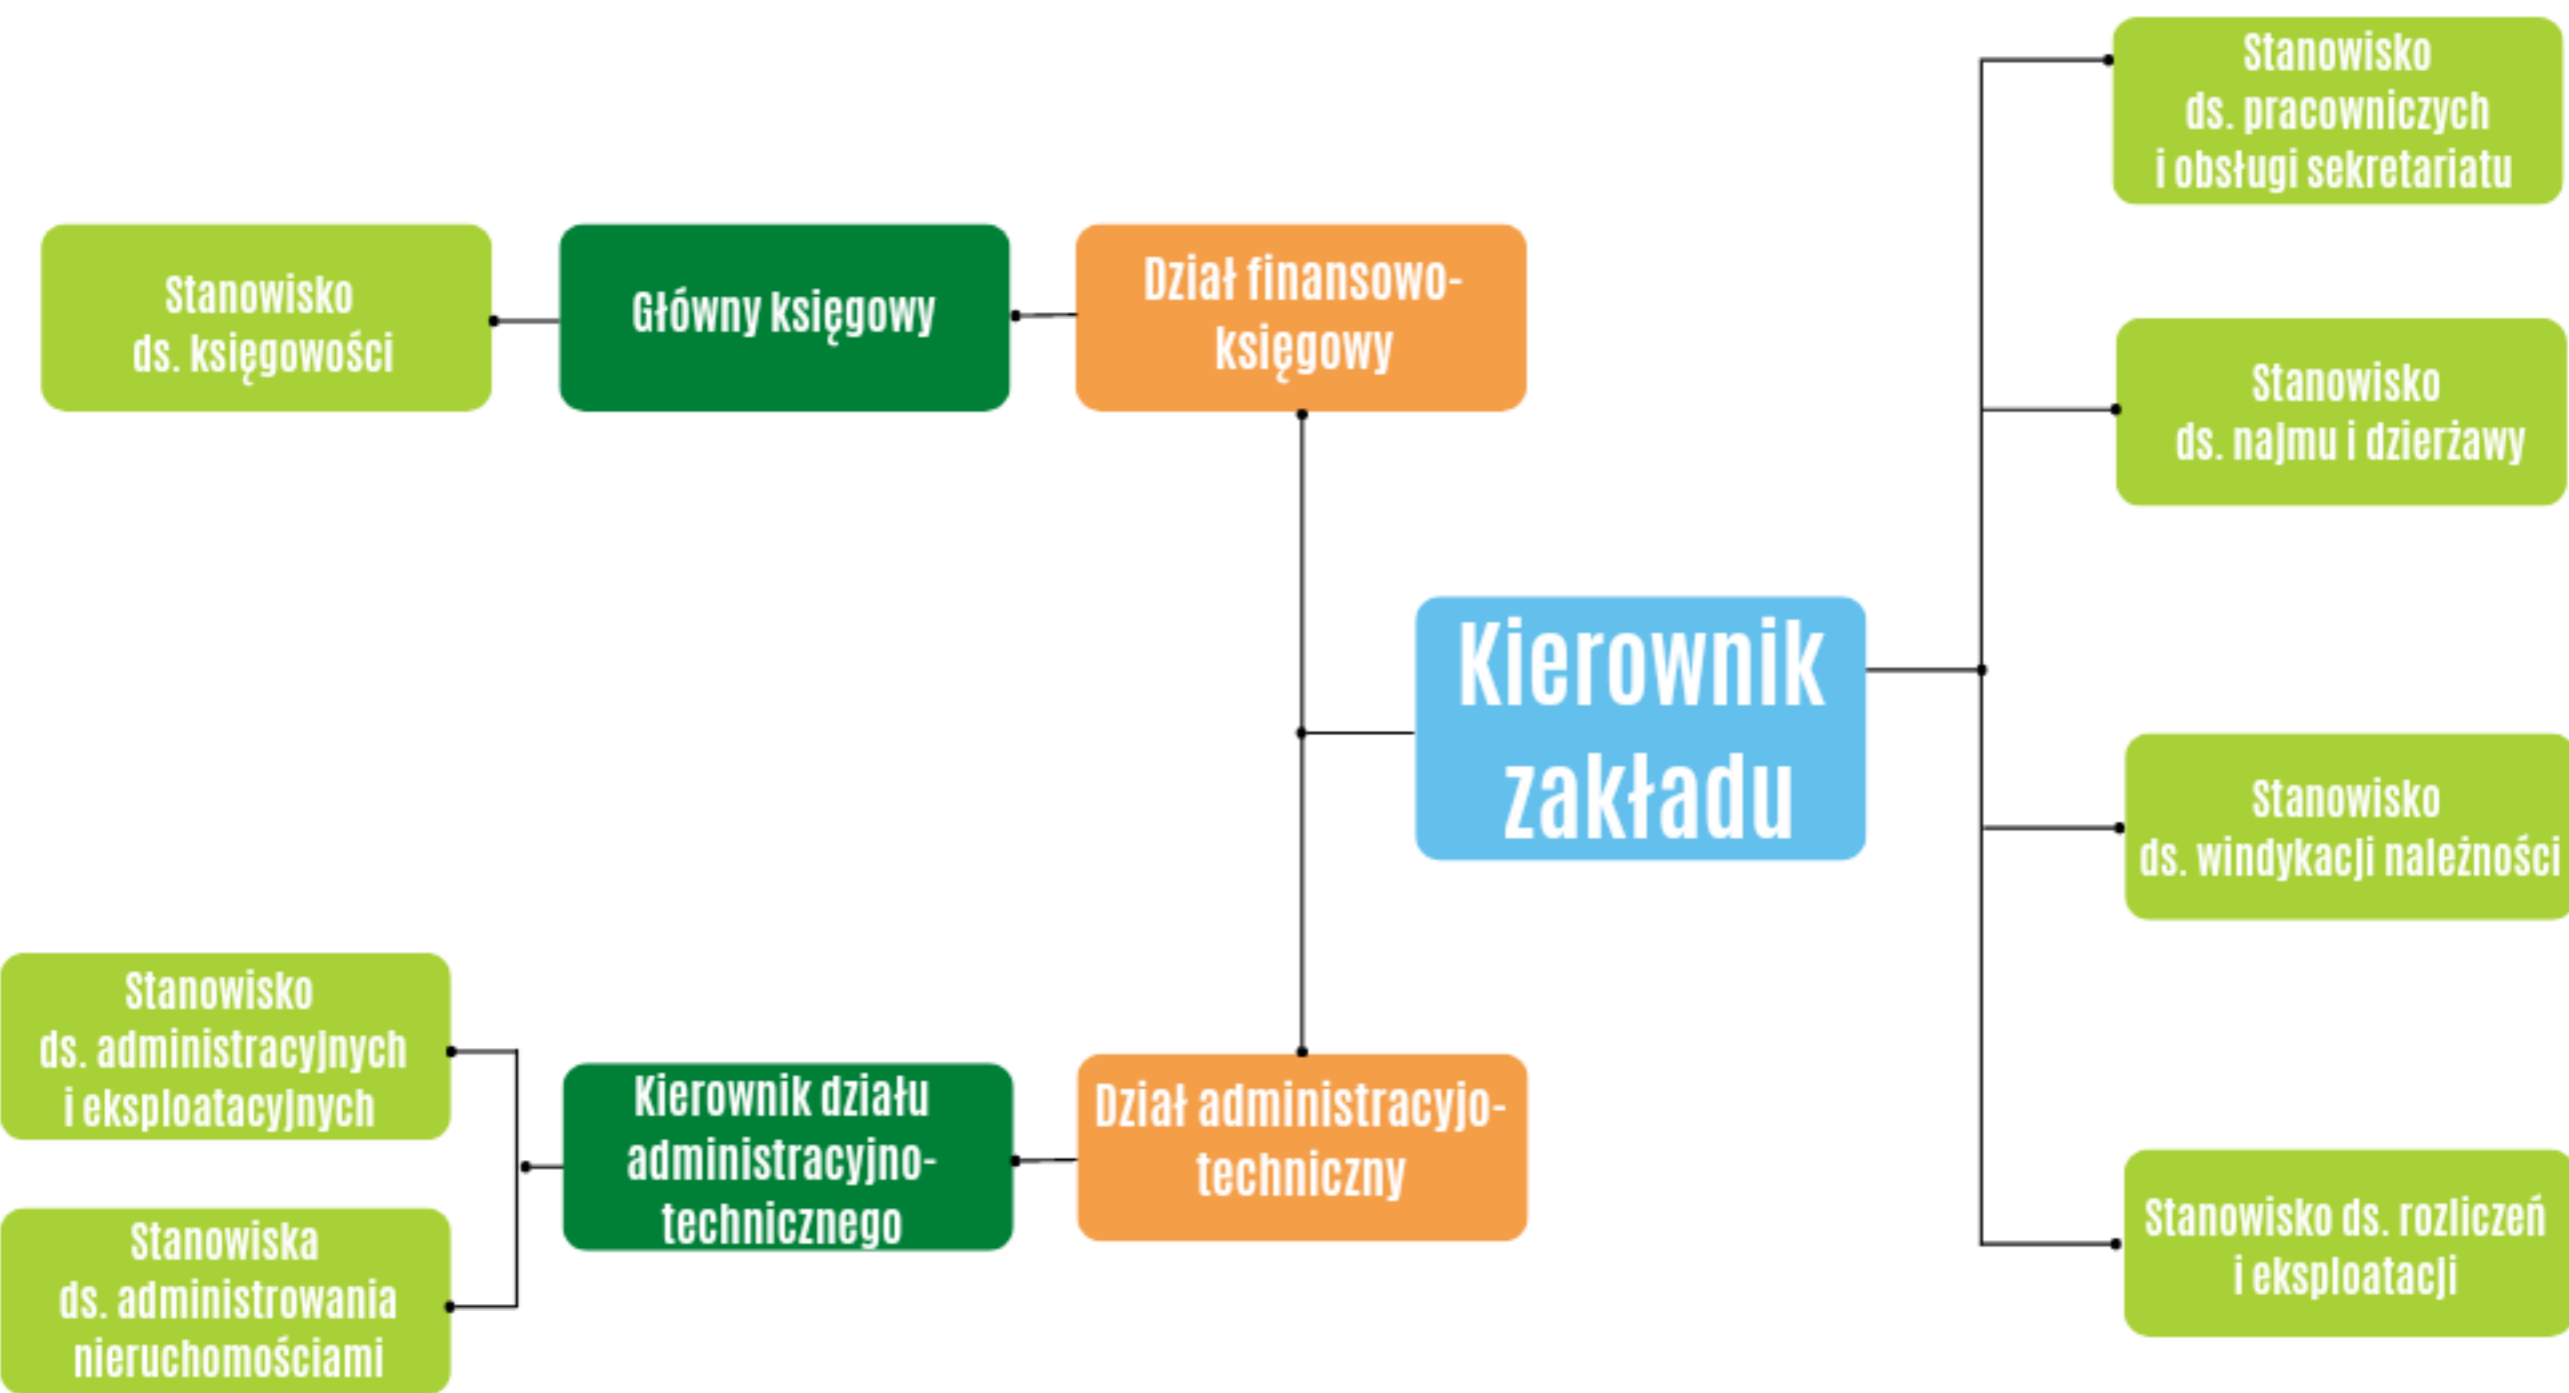 Stanowisko
ds. pracowniczych
i obsługi sekretariatu
Stanowisko
ds. księgowości
Główny księgowy
Dział finansowo-
księgowy
Stanowisko
ds. najmu i dzierżawy
Kierownik
zakładu
Stanowisko
ds. windykacji należności
Stanowisko
ds. administracyjnych
i eksploatacyjnych
Kierownik działu
administracyjno-
technicznego
Dział administracyjo-
techniczny
Stanowisko ds. rozliczeń
i eksploatacji
Stanowiska
ds. administrowania
nieruchomościami